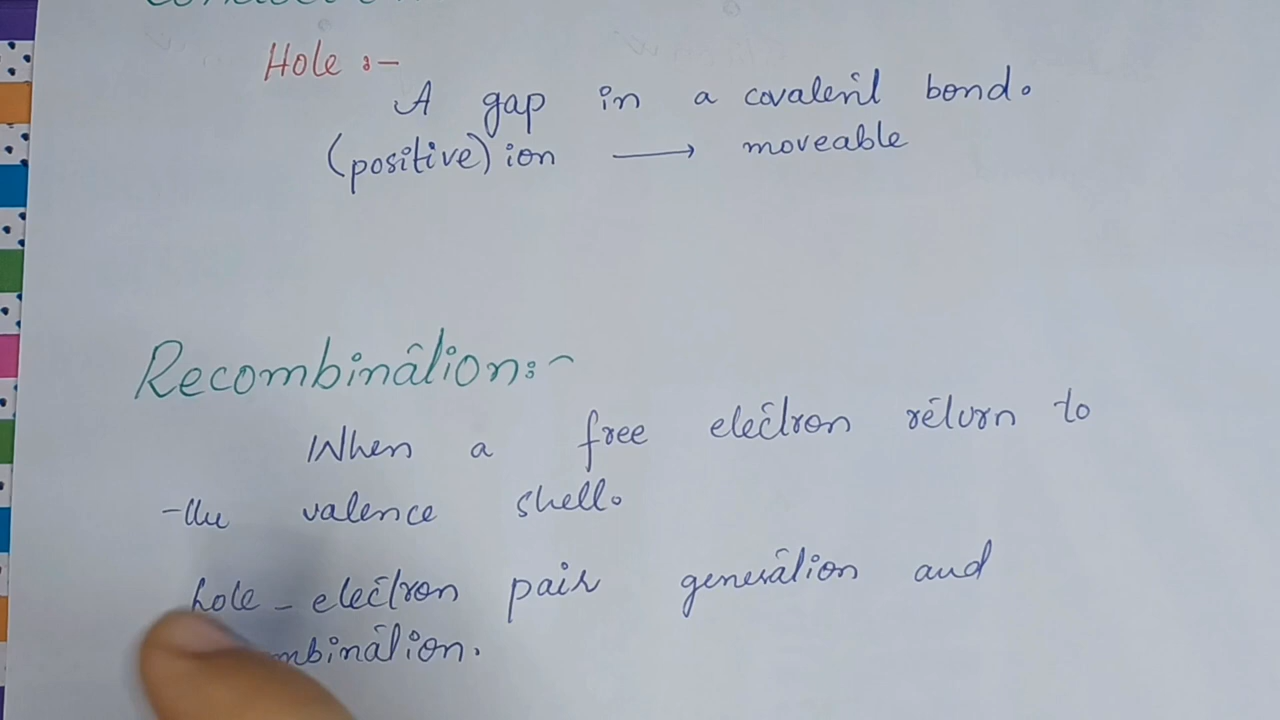 Hole :-
A gap in a covalent bond.
(positive) ion → moveable
Recombination:-
When a free electron return to
the valence shell.
hole - electron pair generation and
mbination.